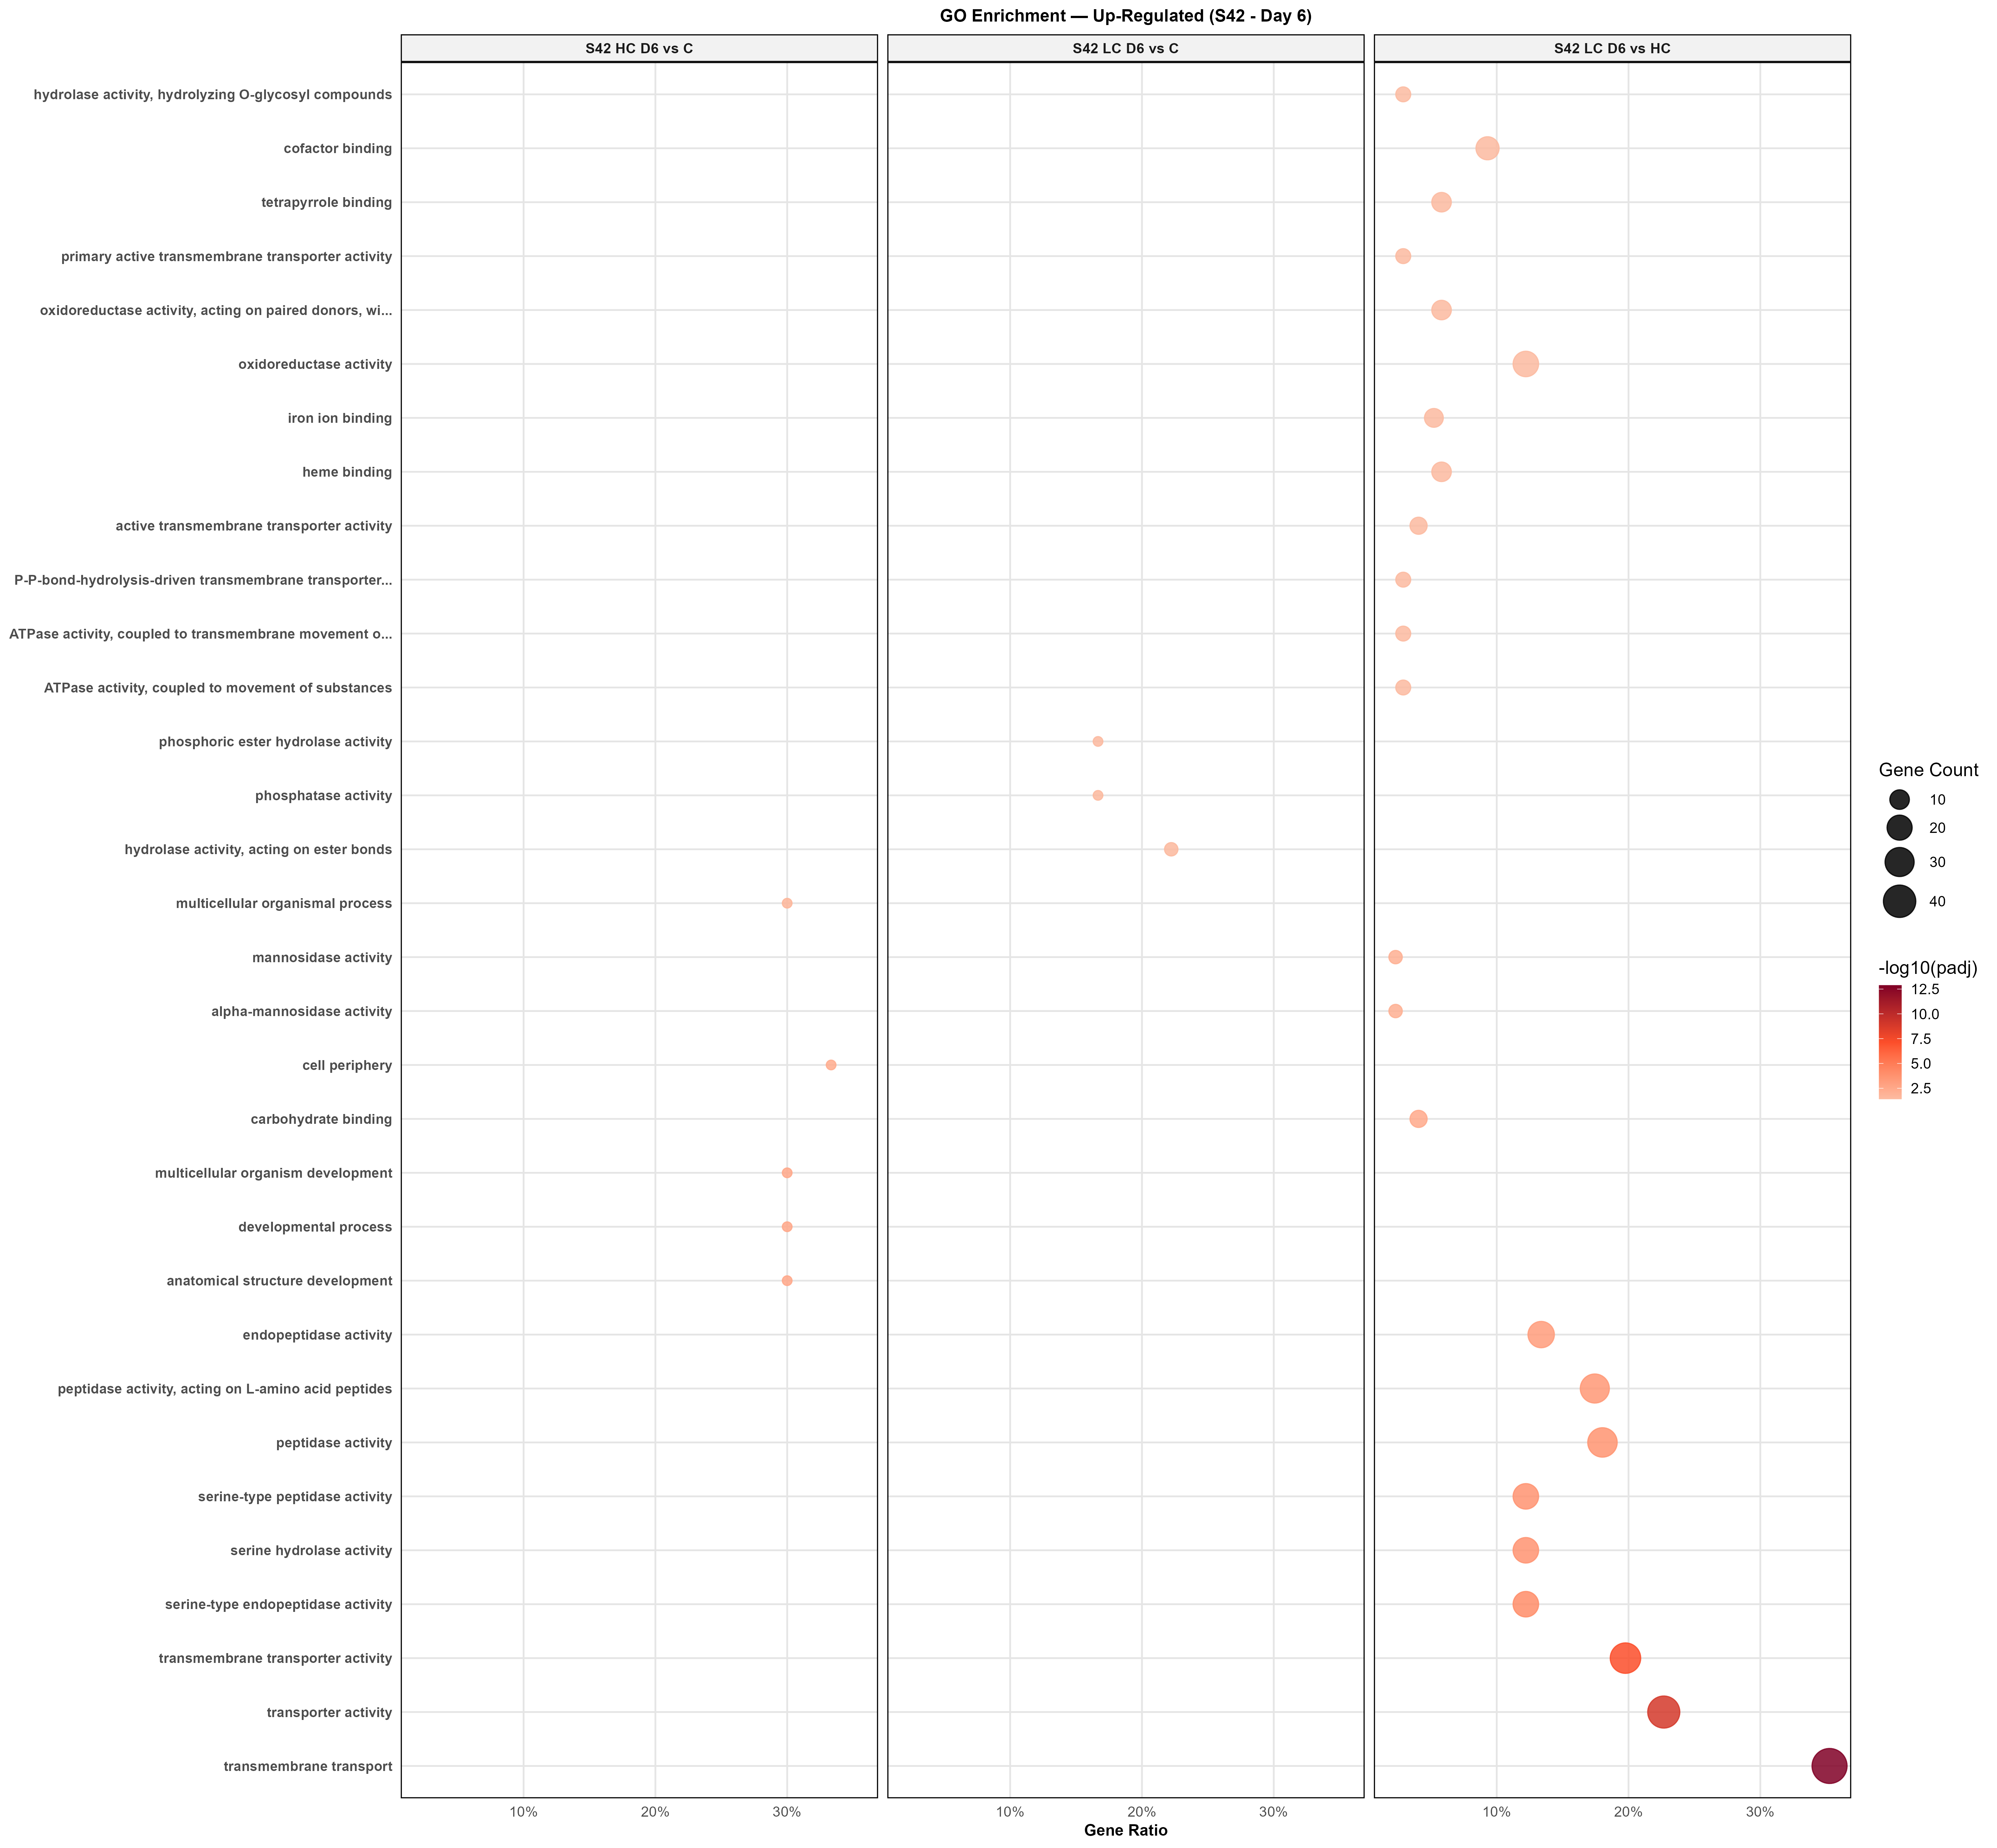 GO Enrichment — Up-Regulated (S42 - Day 6)
S42 HC D6 vs C
S42 LC D6 vs C
S42 LC D6 vs HC
hydrolase activity, hydrolyzing O-glycosyl compounds
cofactor binding
tetrapyrrole binding
primary active transmembrane transporter activity
oxidoreductase activity, acting on paired donors, wi...
oxidoreductase activity
iron ion binding
heme binding
active transmembrane transporter activity
P-P-bond-hydrolysis-driven transmembrane transporter...
ATPase activity, coupled to transmembrane movement o...
ATPase activity, coupled to movement of substances
phosphoric ester hydrolase activity
phosphatase activity
hydrolase activity, acting on ester bonds
multicellular organismal process
mannosidase activity
alpha-mannosidase activity
cell periphery
carbohydrate binding
multicellular organism development
developmental process
anatomical structure development
endopeptidase activity
peptidase activity, acting on L-amino acid peptides
peptidase activity
serine-type peptidase activity
serine hydrolase activity
serine-type endopeptidase activity
transmembrane transporter activity
transporter activity
transmembrane transport
10% 20% 30%
10% 20% 30%
10% 20% 30%
Gene Ratio
Gene Count
10
20
30
40
-log10(padj)
12.5
10.0
7.5
5.0
2.5